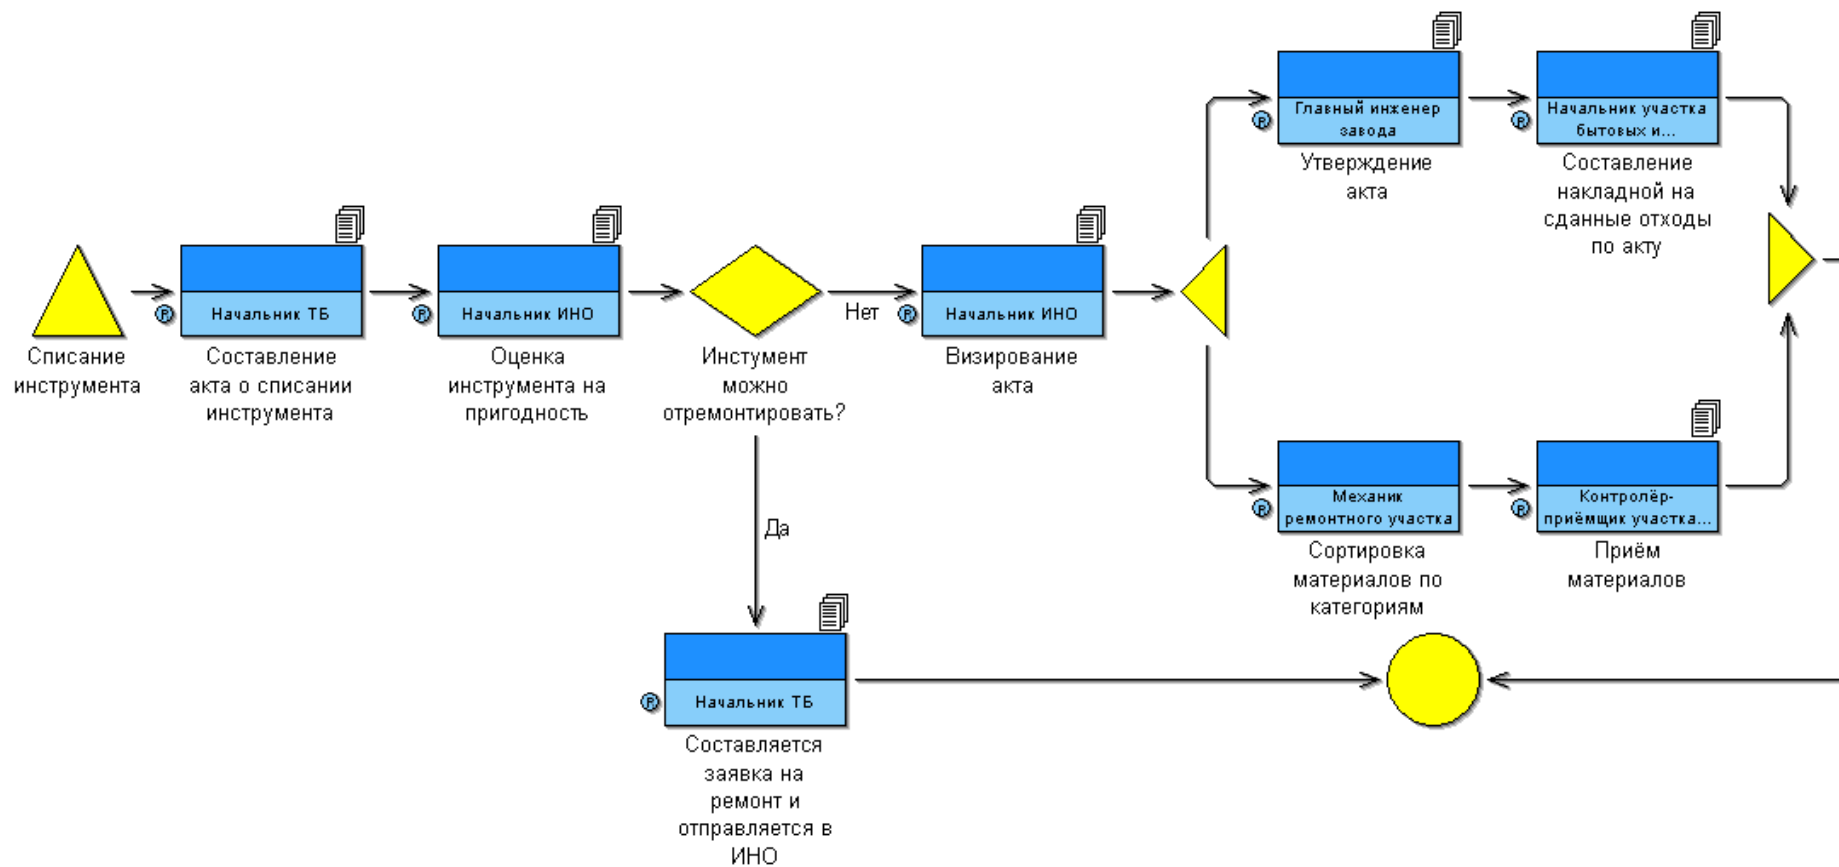 Списание
инструмента
Начальник ТБ
Составление
акта о списании
инструмента
Начальник ИНО
Оценка
инструмента на
пригодность
Инстумент
можно
отремонтировать?
Нет
Да
Начальник ИНО
Визирование
акта
Главный инженер
завода
Утверждение
акта
Начальник участка
бытовых и...
Составление
накладной на
сданные отходы
по акту
Механик
ремонтного участка
Сортировка
материалов по
категориям
Контролёр-
приёмщик участка...
Приём
материалов
Начальник ТБ
Составляется
заявка на
ремонт и
отправляется в
ИНО
P
P
P
P
P
P
P
P